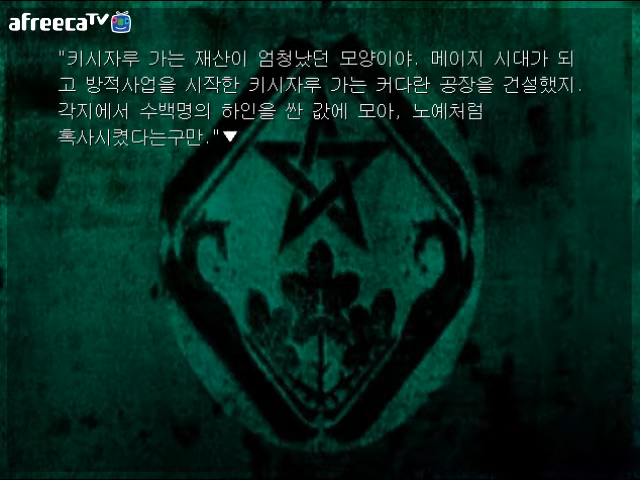 afreecaTV
"키시자루 가는 재산이 엄청났던 모양이야. 메이지 시대가 되
고 방적사업을 시작한 키시자루 가는 커다란 공장을 건설했지.
각지에서 수백명의 하인을 싼 값에 모아, 노예처럼
혹사시켰다는구만."▼